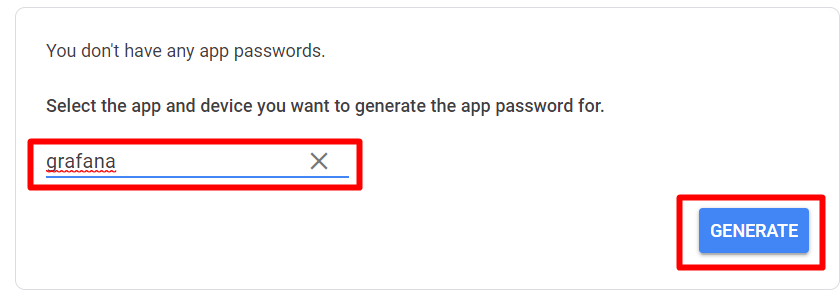 You don't have any app passwords.
Select the app and device you want to generate the app password for.
grafana
GENERATE